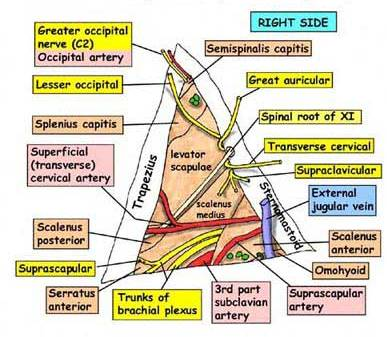 RIGHT SIDE
Greater occipital
nerve (C2)
Occipital artery
Semispinalis capitis
Lesser occipital
Great auricular
Splenius capitis
Spinal root of XI
levator
scapulae
Transverse cervical
Superficial
(transverse)
cervical artery
Supraclavicular
Trapezius
Sternomastoid
External
jugular vein
scalenus
medius
Scalenus
posterior
Scalenus
anterior
Suprascapular
Omohyoid
Serratus
anterior
Trunks of
brachial plexus
3rd part
subclavian
artery
Suprascapular
artery